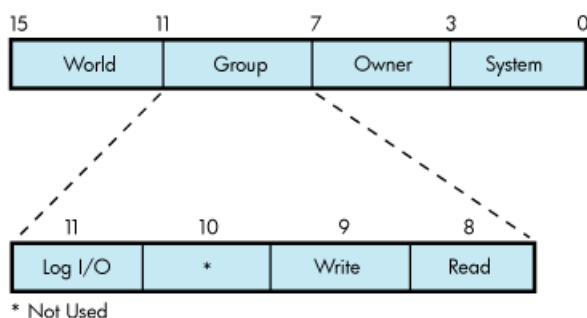 15 11 7 3 0
World Group Owner System
11 10 9 8
Log I/O * Write Read
* Not Used